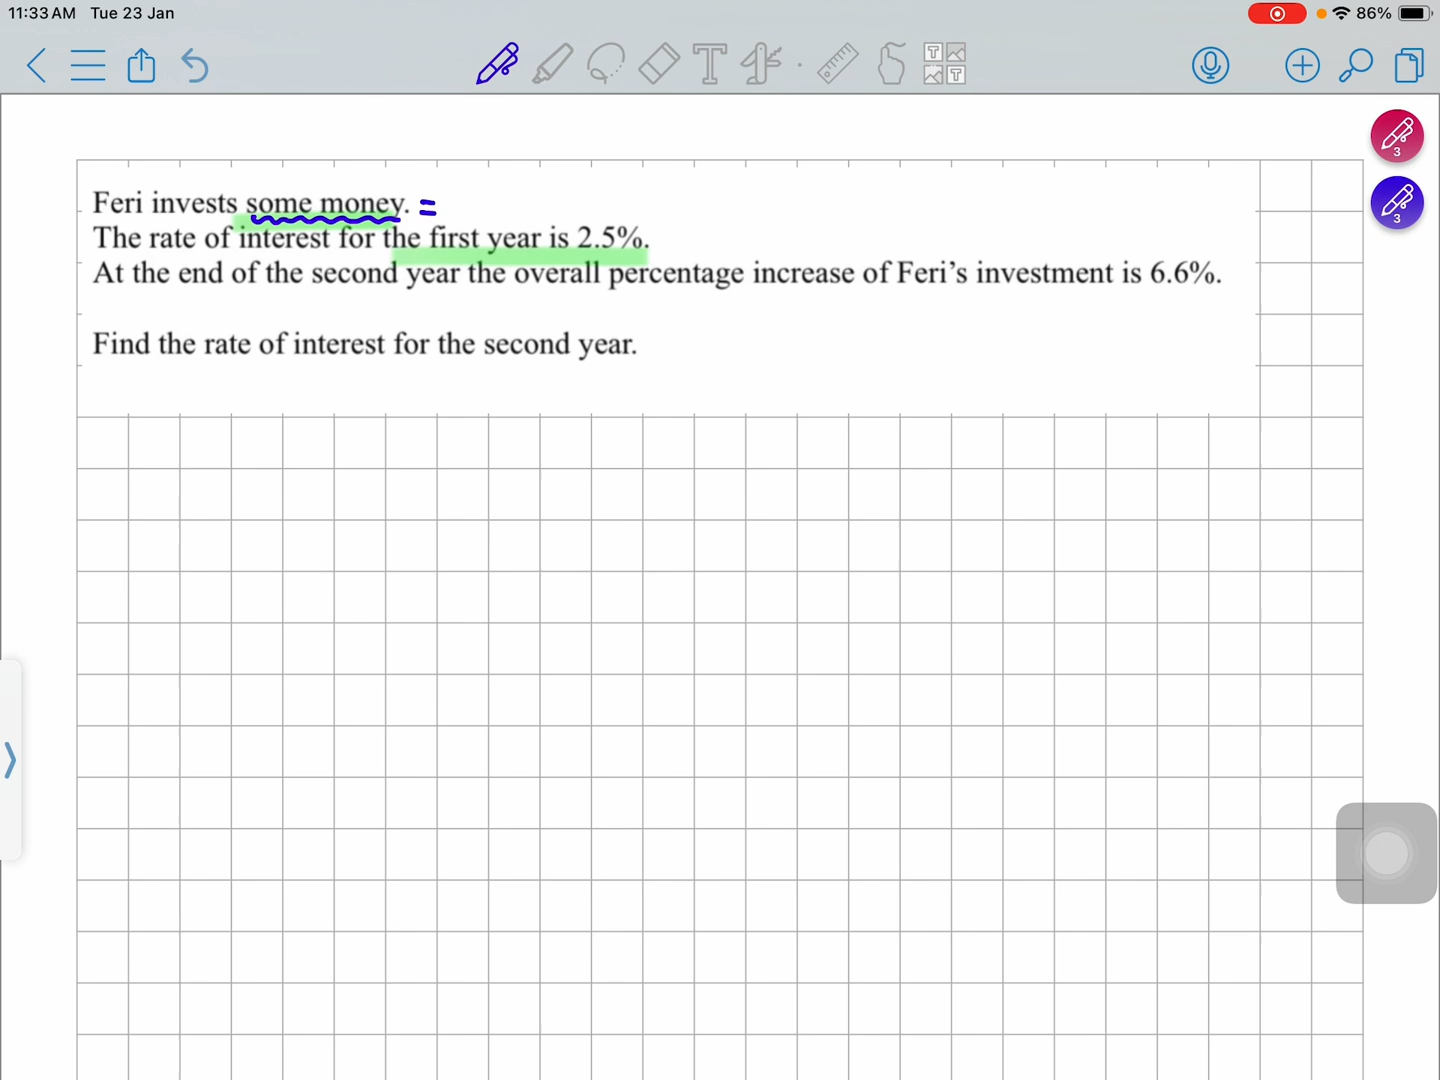 11:33 AM Tue 23 Jan
86%
T
T
T
3
3
Feri invests some money. =
The rate of interest for the first year is 2.5%.
At the end of the second year the overall percentage increase of Feri’s investment is 6.6%.
Find the rate of interest for the second year.